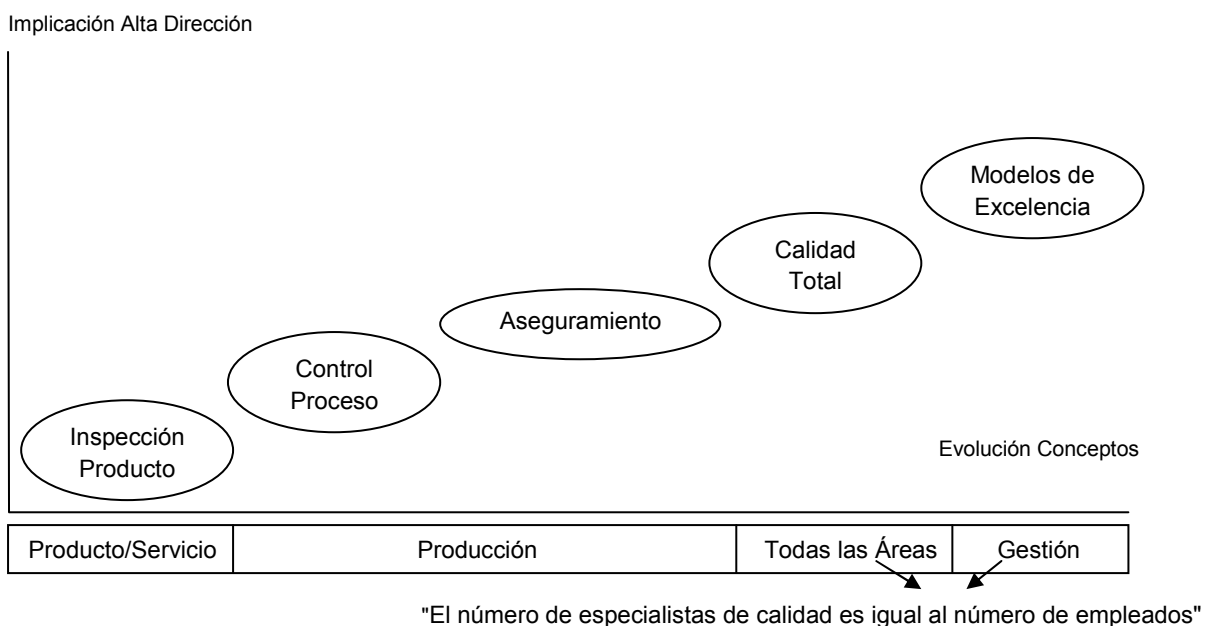 Implicación Alta Dirección
Modelos de
Excelencia
Calidad
Total
Aseguramiento
Control
Proceso
Inspección
Producto
Evolución Conceptos
Producto/Servicio
Producción
Todas las Áreas
Gestión
"El número de especialistas de calidad es igual al número de empleados"